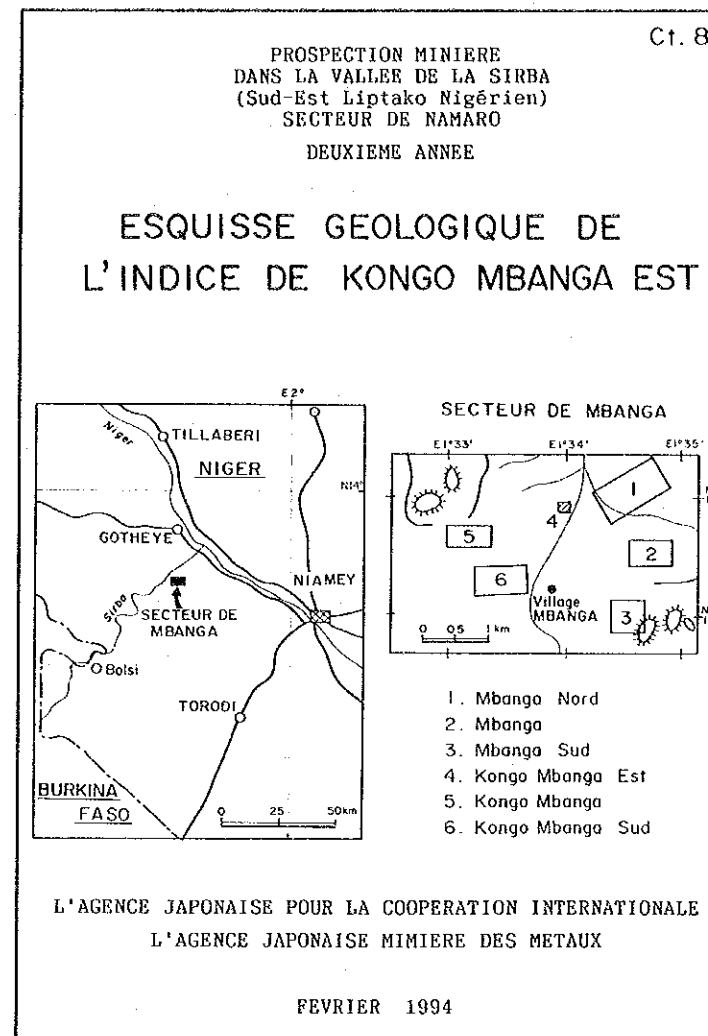 Ct. 8
PROSPECTION MINIERE
DANS LA VALLEE DE LA SIRBA
(Sud-Est Liptako Nigérien)
SECTEUR DE NAMARO
DEUXIEME ANNEE
ESQUISSE GEOLOGIQUE DE
L'INDICE DE KONGO MBANGA EST
E2°
Niger
TILLABERI
NIGER
N14°
GOTHEYE
NIAMEY
Sirba
SECTEUR DE
MBANGA
Bolsi
TORODI
BURKINA
FASO
0 25 50km
SECTEUR DE MBANGA
E1°33' E1°34' E1°35'
1
4
5
2
6
Village
MBANGA
3
0 0.5 1 km
1. Mbanga Nord
2. Mbanga
3. Mbanga Sud
4. Kongo Mbanga Est
5. Kongo Mbanga
6. Kongo Mbanga Sud
L'AGENCE JAPONAISE POUR LA COOPERATION INTERNATIONALE
L'AGENCE JAPONAISE MIMIERE DES METAUX
FEVRIER 1994